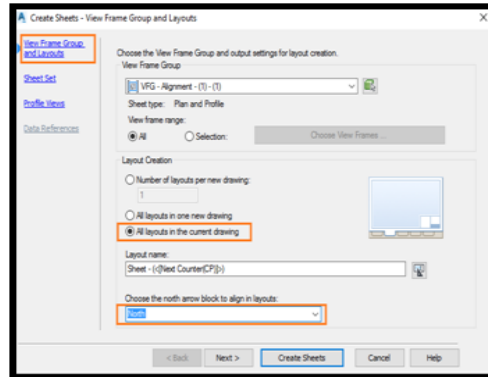 Create Sheets - View Frame Group and Layouts
View Frame Group
and Layouts
Sheet Set
Profile Views
Data References
Choose the View Frame Group and output settings for layout creation.
View Frame Group
VFG - Alignment - (1) - (1)
Sheet type: Plan and Profile
View frame range:
All
Selection:
Choose View Frames ...
Layout Creation
Number of layouts per new drawing:
1
All layouts in one new drawing
All layouts in the current drawing
Layout name:
Sheet - (<[Next Counter(CP)]>)
Choose the north arrow block to align in layouts:
North
< Back
Next >
Create Sheets
Cancel
Help